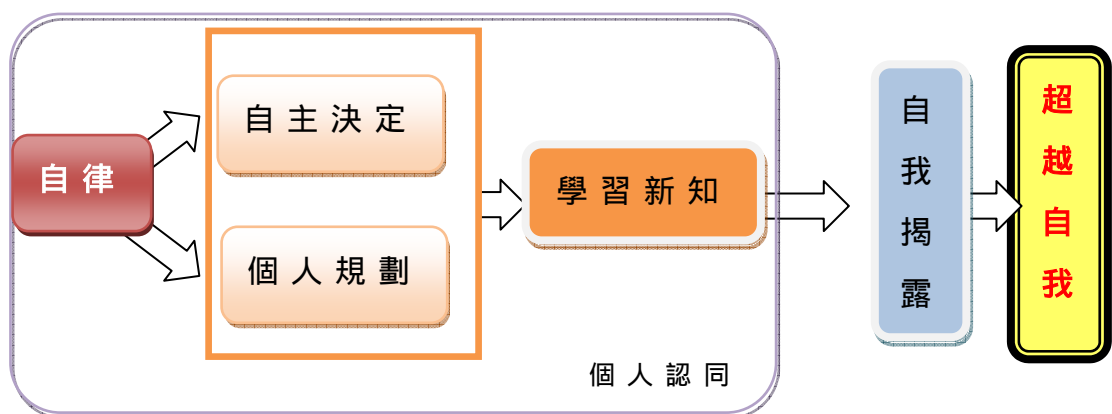 自律
自主決定
個人規劃
學習新知
個人認同
自我揭露
超越自我